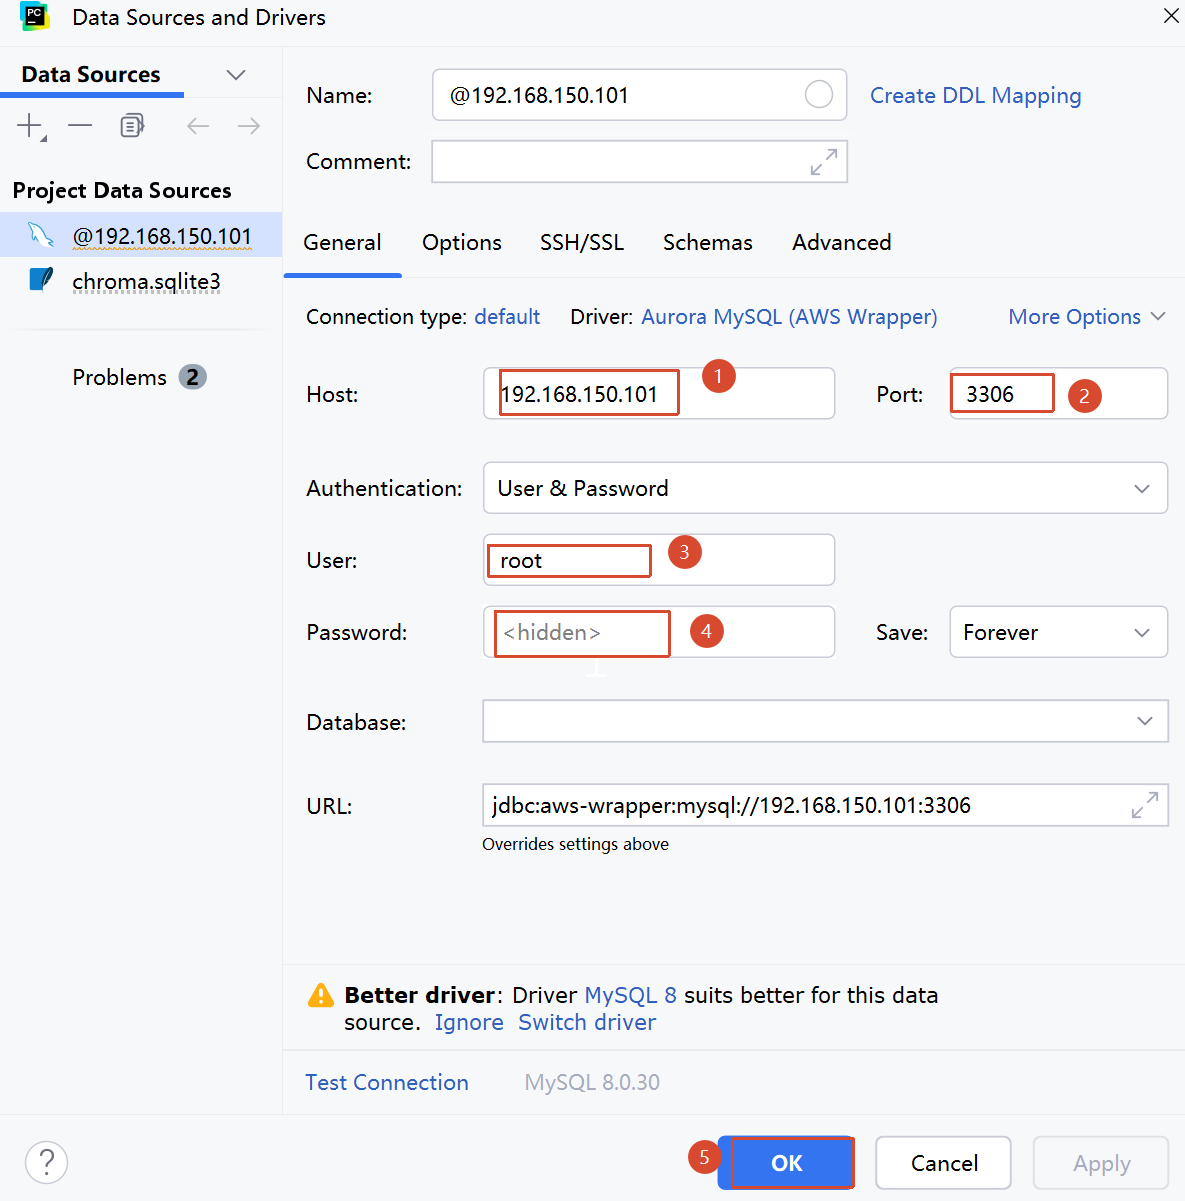 PC
Data Sources and Drivers
Data Sources
Project Data Sources
@192.168.150.101
chroma.sqlite3
Problems 2
Name: @192.168.150.101 Create DDL Mapping
Comment:
General Options SSH/SSL Schemas Advanced
Connection type: default Driver: Aurora MySQL (AWS Wrapper) More Options
Host: 192.168.150.101 1 Port: 3306 2
Authentication: User & Password
User: root 3
Password: <hidden> 4 Save: Forever
Database:
URL: jdbc:aws-wrapper:mysql://192.168.150.101:3306
Overrides settings above
Better driver: Driver MySQL 8 suits better for this data
source. Ignore Switch driver
Test Connection MySQL 8.0.30
? 5 OK Cancel Apply